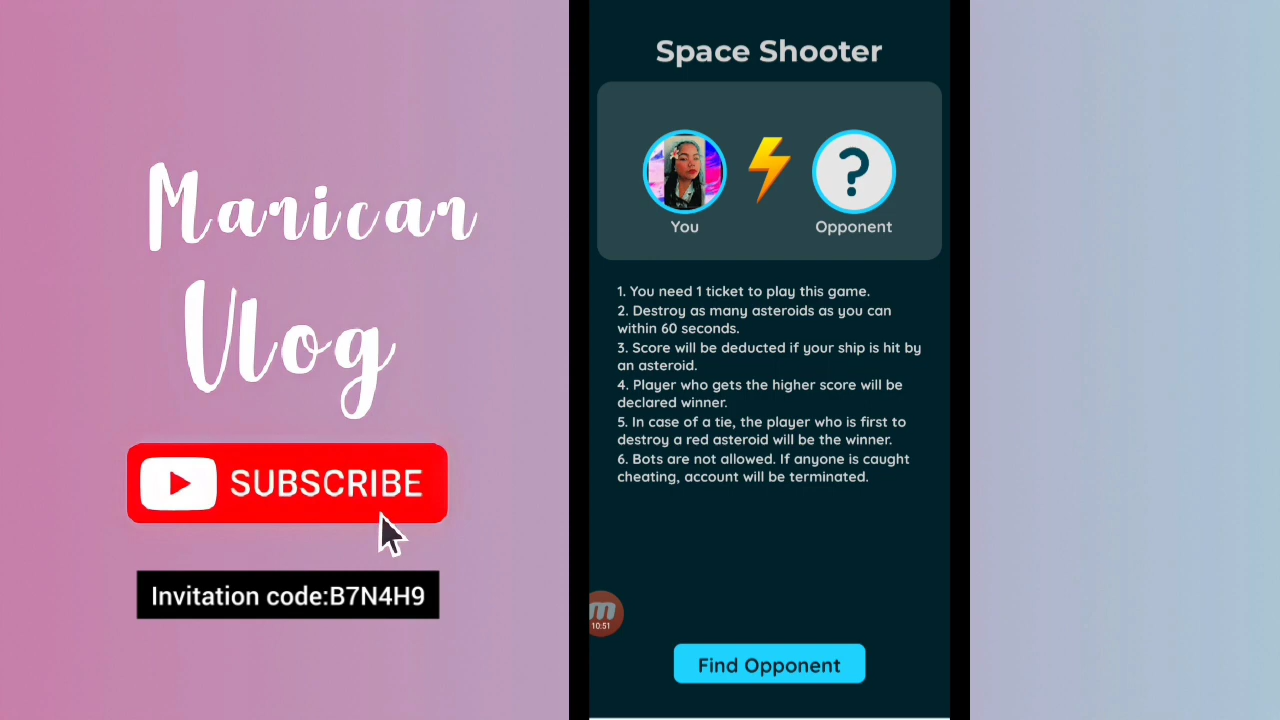 Manican
Vlog
SUBSCRIBE
Invitation code:B7N4H9
Space Shooter
You
?
Opponent
1. You need 1 ticket to play this game.
2. Destroy as many asteroids as you can
within 60 seconds.
3. Score will be deducted if your ship is hit by
an asteroid.
4. Player who gets the higher score will be
declared winner.
5. In case of a tie, the player who is first to
destroy a red asteroid will be the winner.
6. Bots are not allowed. If anyone is caught
cheating, account will be terminated.
10:51
Find Opponent